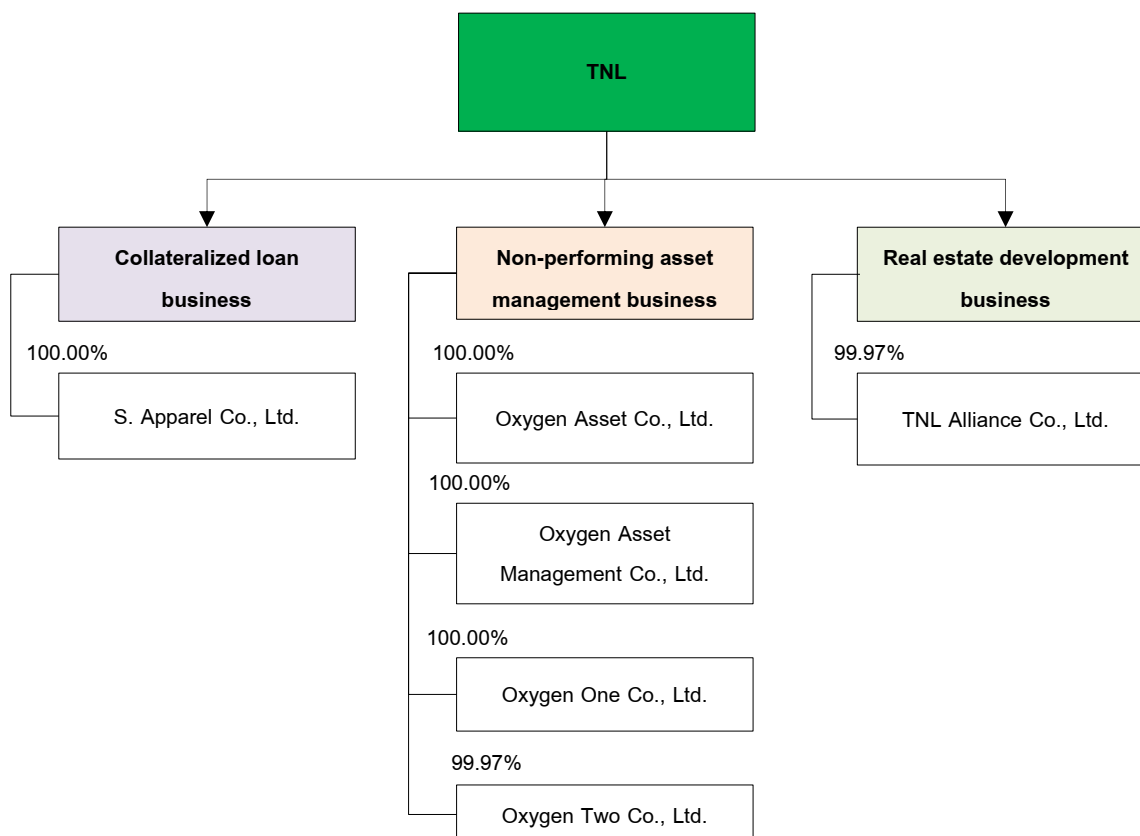 TNL
Collateralized loan
business
100.00%
S. Apparel Co., Ltd.
Non-performing asset
management business
100.00%
Oxygen Asset Co., Ltd.
100.00%
Oxygen Asset
Management Co., Ltd.
100.00%
Oxygen One Co., Ltd.
99.97%
Oxygen Two Co., Ltd.
Real estate development
business
99.97%
TNL Alliance Co., Ltd.